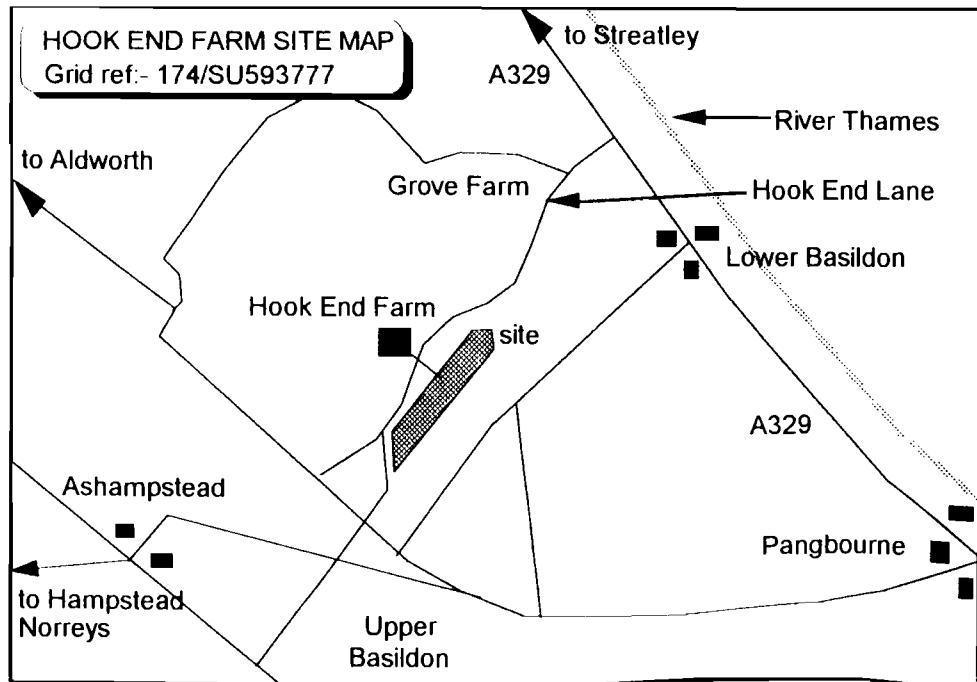 HOOK END FARM SITE MAP
Grid ref:- 174/SU593777
to Streatley
A329
River Thames
to Aldworth
Grove Farm
Hook End Lane
Lower Basildon
Hook End Farm
site
A329
Ashampstead
Pangbourne
to Hampstead
Norreys
Upper
Basildon